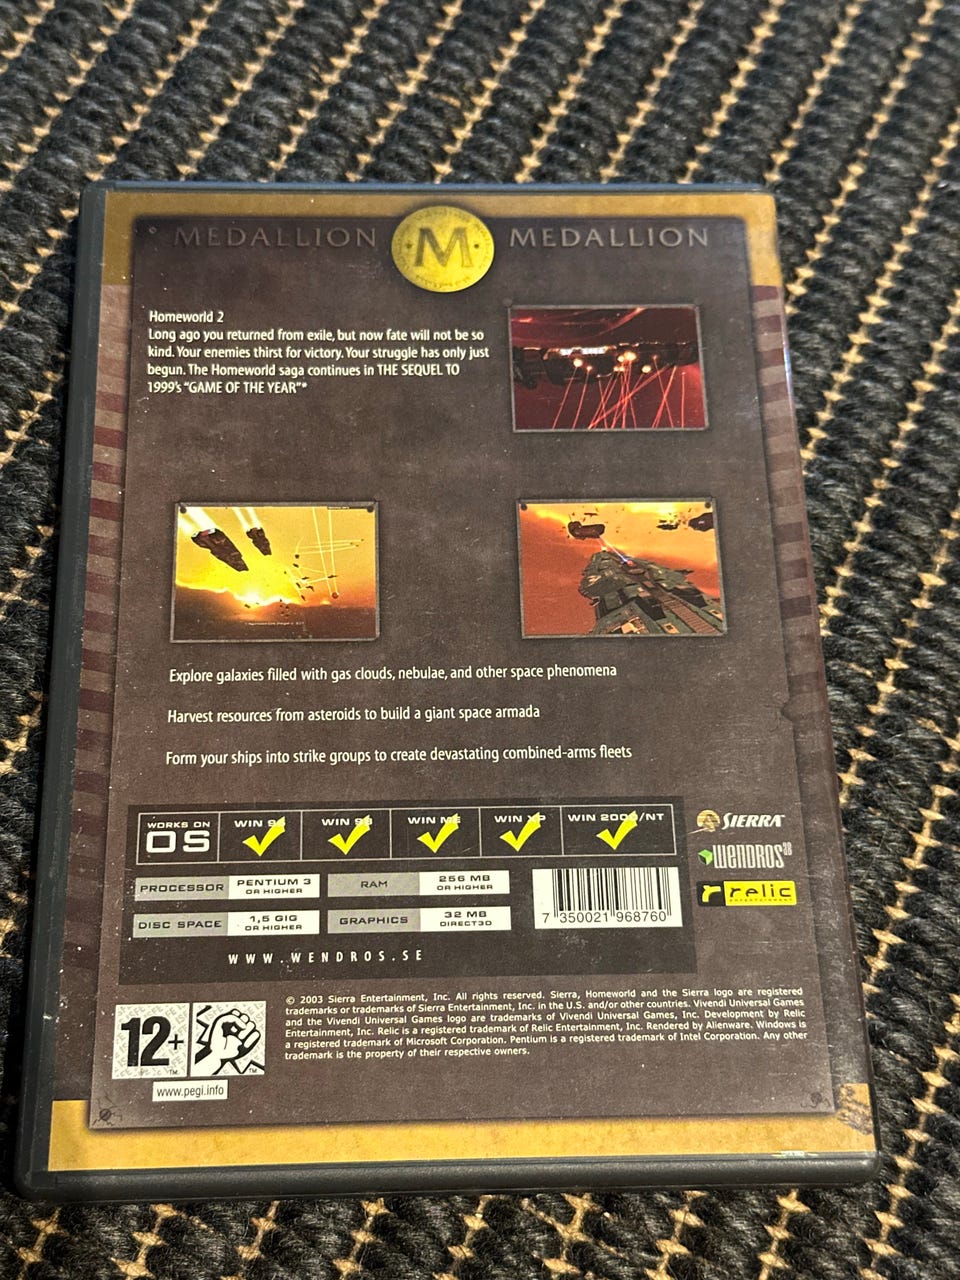 MEDALLION M MEDALLION
Homeworld 2
Long ago you returned from exile, but now fate will not be so
kind. Your enemies thirst for victory. Your struggle has only just
begun. The Homeworld saga continues in THE SEQUEL TO
1999's "GAME OF THE YEAR"*
Explore galaxies filled with gas clouds, nebulae, and other space phenomena
Harvest resources from asteroids to build a giant space armada
Form your ships into strike groups to create devastating combined-arms fleets
WORKS ON
OS
WIN
WIN 98
WIN ME
WIN XP
WIN 2000/NT
PROCESSOR
PENTIUM 3
OR HIGHER
RAM
256 MB
OR HIGHER
DISC SPACE
1,5 GIG
OR HIGHER
GRAPHICS
32 MB
DIRECT3D
7 350021 968760
WWW.WENDROS.SE
SIERRA
WENDROS AB
relic
ENTERTAINMENT
12+
TM
TM
www.pegi.info
© 2003 Sierra Entertainment, Inc. All rights reserved. Sierra, Homeworld and the Sierra logo are registered
trademarks or trademarks of Sierra Entertainment, Inc. in the U.S. and/or other countries. Vivendi Universal Games
and the Vivendi Universal Games logo are trademarks of Vivendi Universal Games, Inc. Development by Relic
Entertainment, Inc. Relic is a registered trademark of Relic Entertainment, Inc. Rendered by Alienware. Windows is
a registered trademark of Microsoft Corporation. Pentium is a registered trademark of Intel Corporation. Any other
trademark is the property of their respective owners.